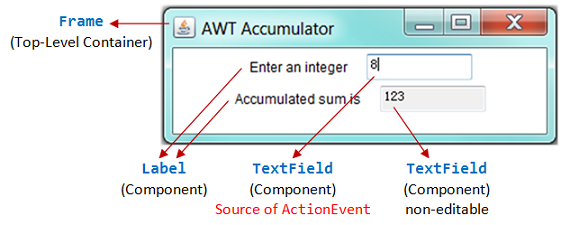 Frame
(Top-Level Container)
AWT Accumulator
Enter an integer 8
Accumulated sum is 123
Label
(Component)
TextField
(Component)
Source of ActionEvent
TextField
(Component)
non-editable